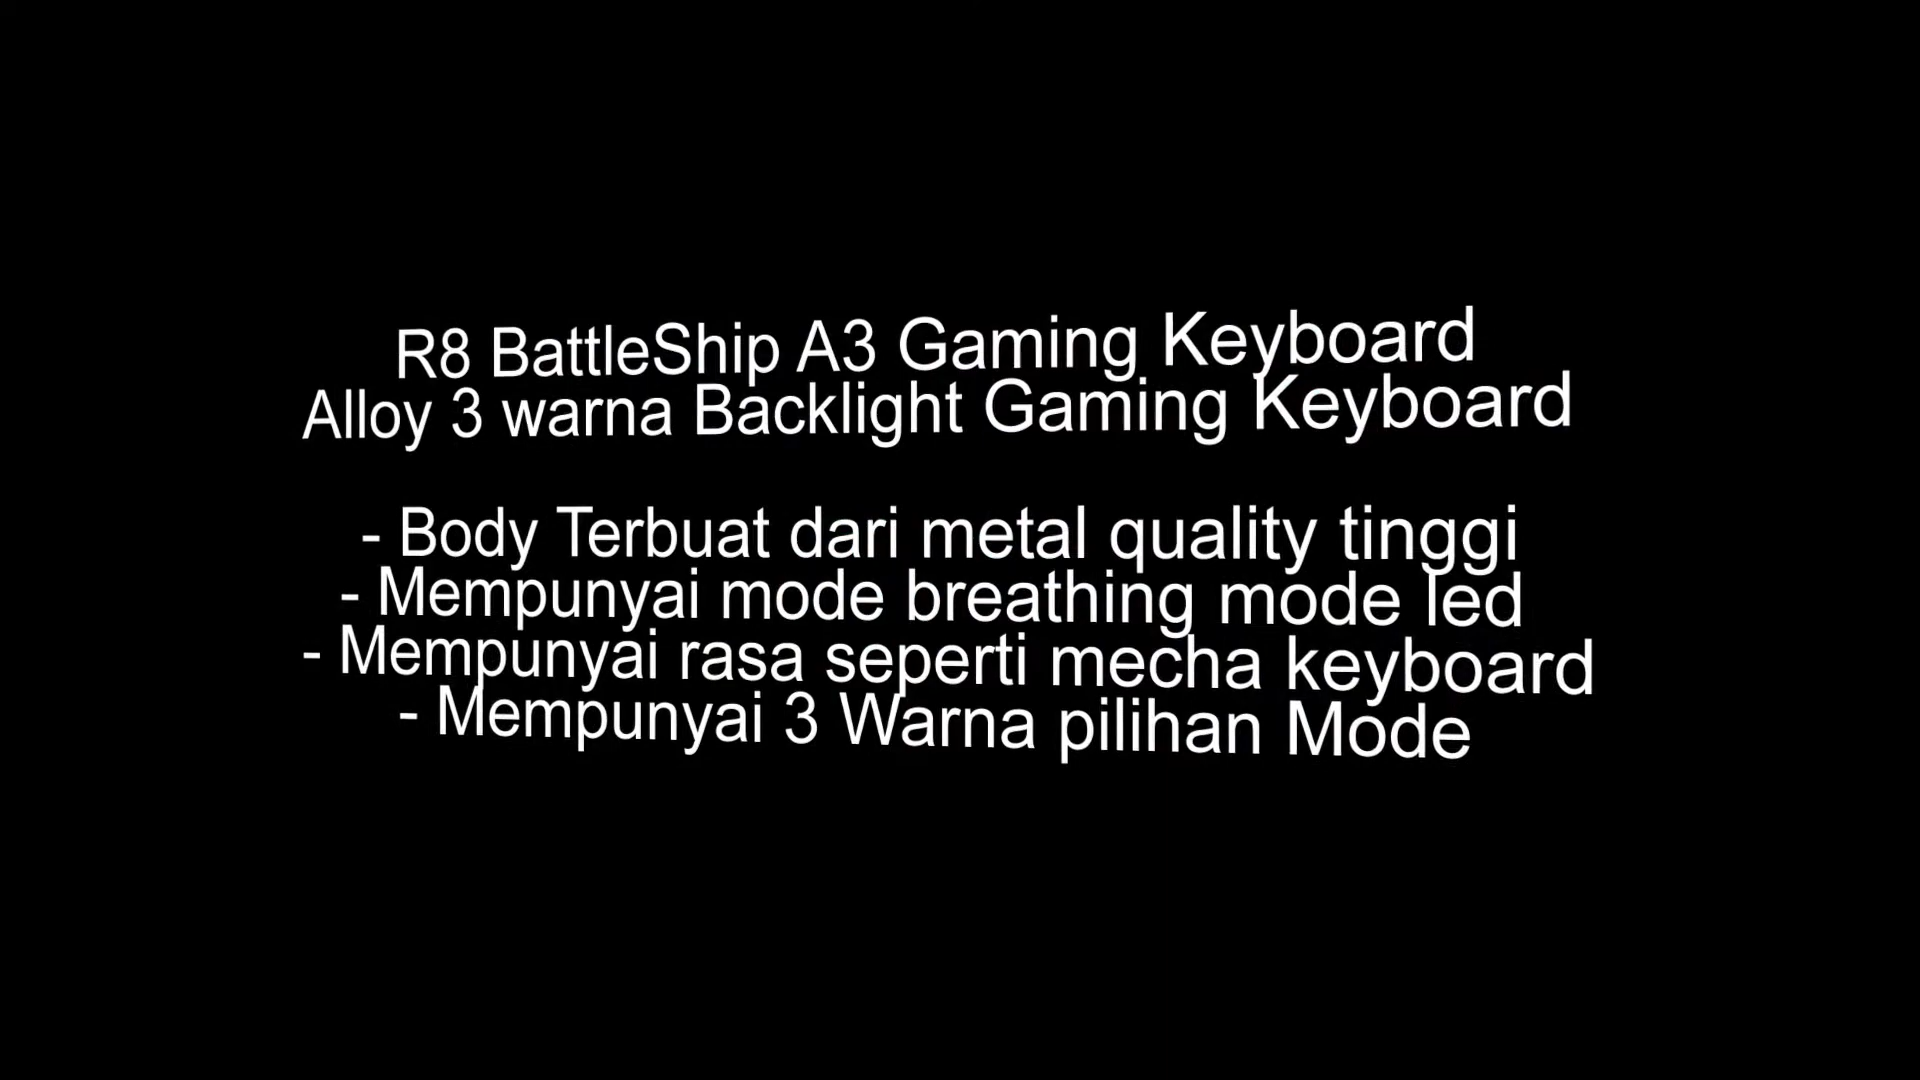 R8 BattleShip A3 Gaming Keyboard
Alloy 3 warna Backlight Gaming Keyboard
- Body Terbuat dari metal quality tinggi
- Mempunyai mode breathing mode led
- Mempunyai rasa seperti mecha keyboard
- Mempunyai 3 Warna pilihan Mode